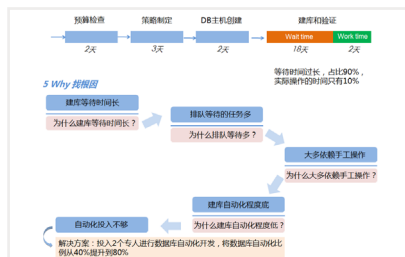 预算检查
策略制定
DB主机创建
建库和验证
Wait time
Work time
2天
3天
2天
18天
2天
等待时间过长，占比90%，
实际操作的时间只有10%
5 Why 找根因
建库等待时间长
为什么建库等待时间长？
排队等待的任务多
为什么排队等待多？
大多依赖手工操作
为什么大多依赖手工操作？
建库自动化程度底
为什么建库自动化程度低？
自动化投入不够
解决方案：投入2个专人进行数据库自动化开发，将数据库自动化比
例从40%提升到80%